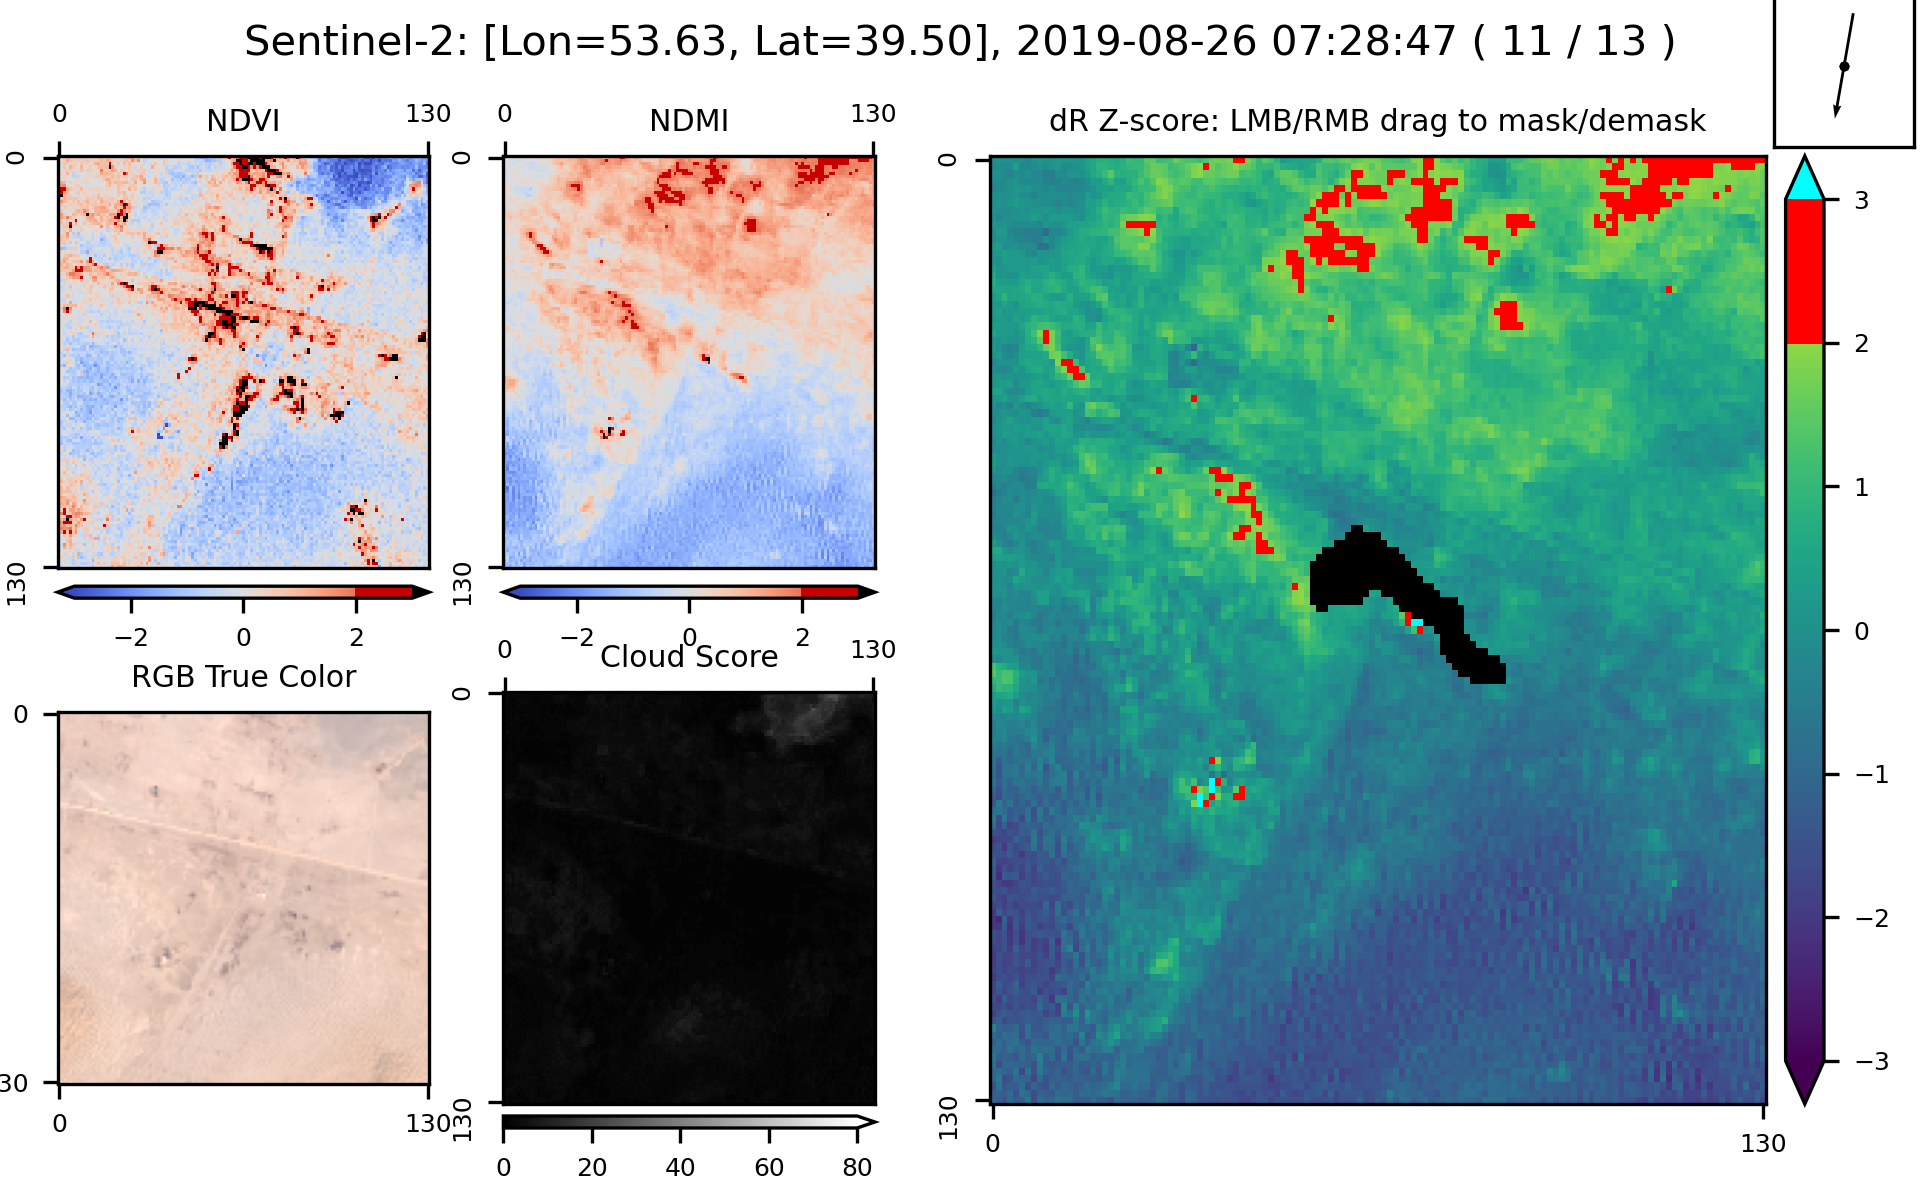 Sentinel-2: [Lon=53.63, Lat=39.50], 2019-08-26 07:28:47 ( 11 / 13 )
0 130 0 130
NDVI NDMI dR Z-score: LMB/RMB drag to mask/demask
0 0 0
3
2
1
0
−1
−2
−3
130 130 130
−2 0 2 −2 0 2
0 130
RGB True Color Cloud Score
0 0
30 130
0 130
0 20 40 60 80
0 130